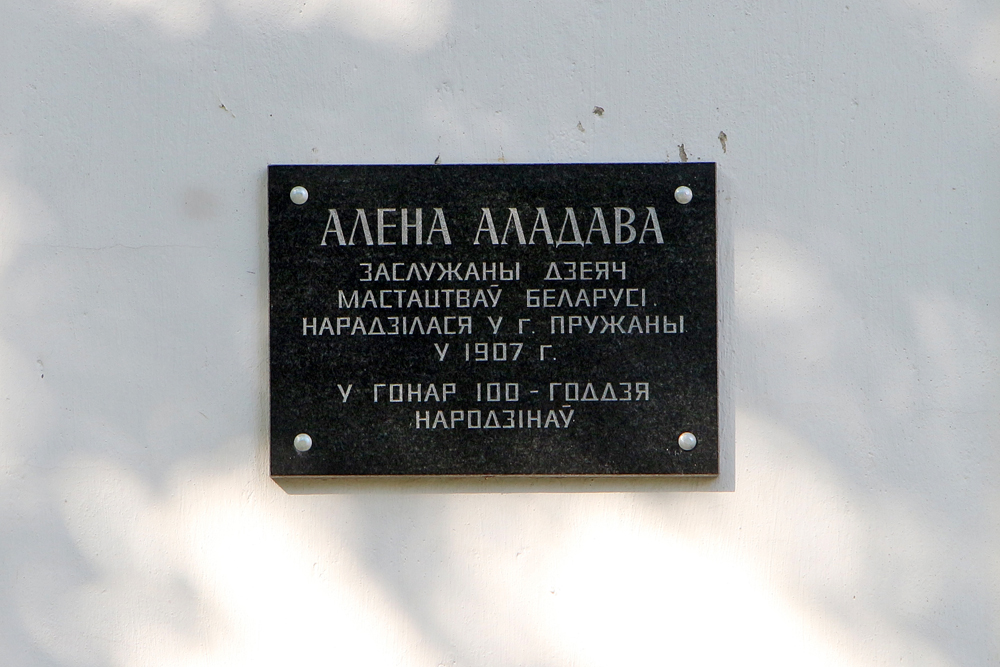 АЛЕНА АЛАДАВА
ЗАСЛУЖАНЫ ДЗЕЯЧ
МАСТАЦТВАЎ БЕЛАРУСІ.
НАРАДЗІЛАСЯ У г. ПРУЖАНЫ
У 1907 г.
У ГОНАР 100 - ГОДДЗЯ
НАРОДЗІНАЎ